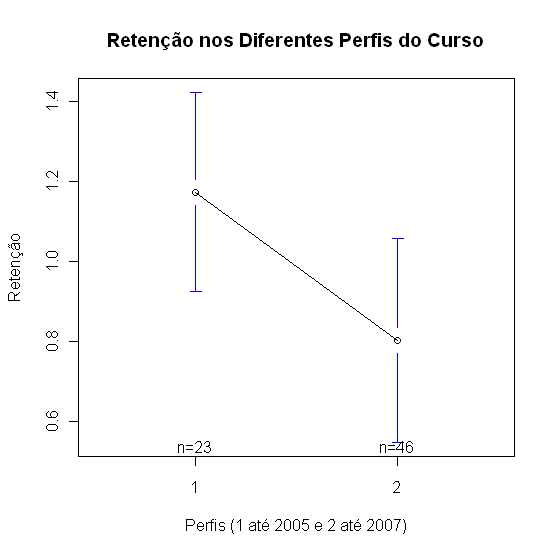 Retenção nos Diferentes Perfis do Curso
Retenção
1.4
1.2
1.0
0.8
0.6
n=23
n=46
1
2
Perfis (1 até 2005 e 2 até 2007)